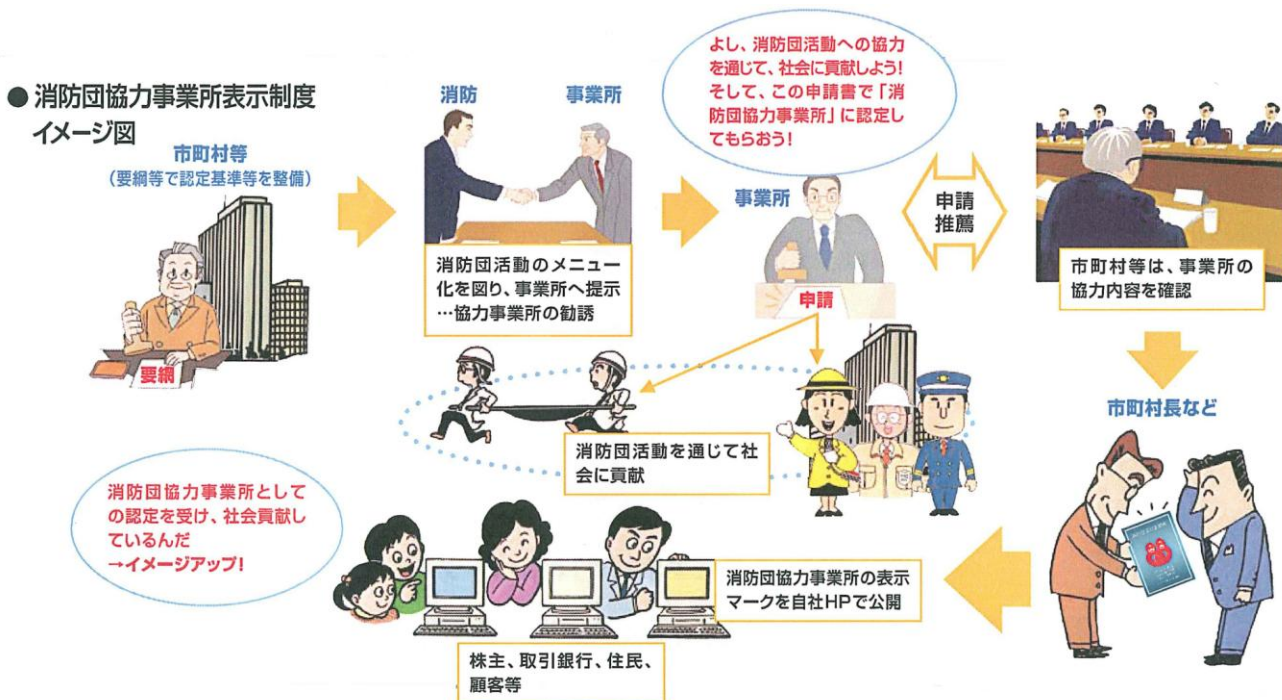 ● 消防団協力事業所表示制度
イメージ図
市町村等
（要綱等で認定基準等を整備）
要綱
消防
事業所
消防団活動のメニュー
化を図り、事業所へ提示
…協力事業所の勧誘
よし、消防団活動への協力
を通じて、社会に貢献しよう!
そして、この申請書で「消
防団協力事業所」に認定し
てもらおう!
事業所
申請
申請
推薦
市町村等は、事業所の
協力内容を確認
消防団活動を通じて社
会に貢献
市町村長など
消防団協力事業所の表示
マークを自社HPで公開
株主、取引銀行、住民、
顧客等
消防団協力事業所として
の認定を受け、社会貢献し
ているんだ
→イメージアップ!